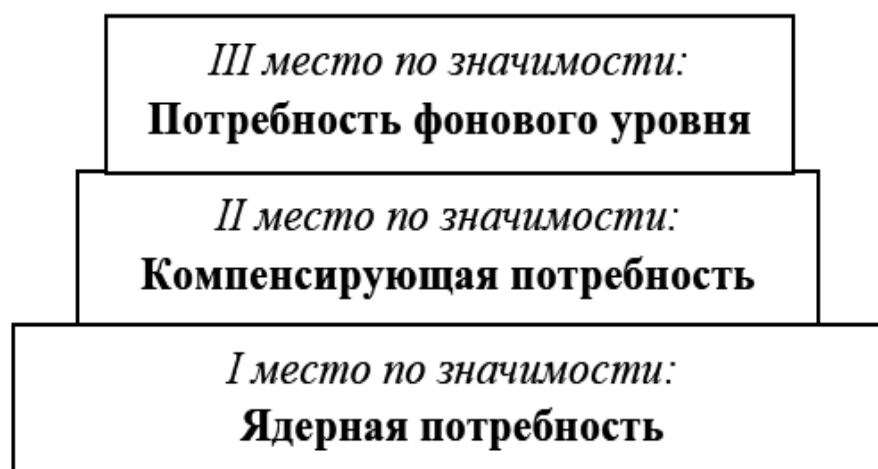 III место по значимости:
Потребность фонового уровня
II место по значимости:
Компенсирующая потребность
I место по значимости:
Ядерная потребность